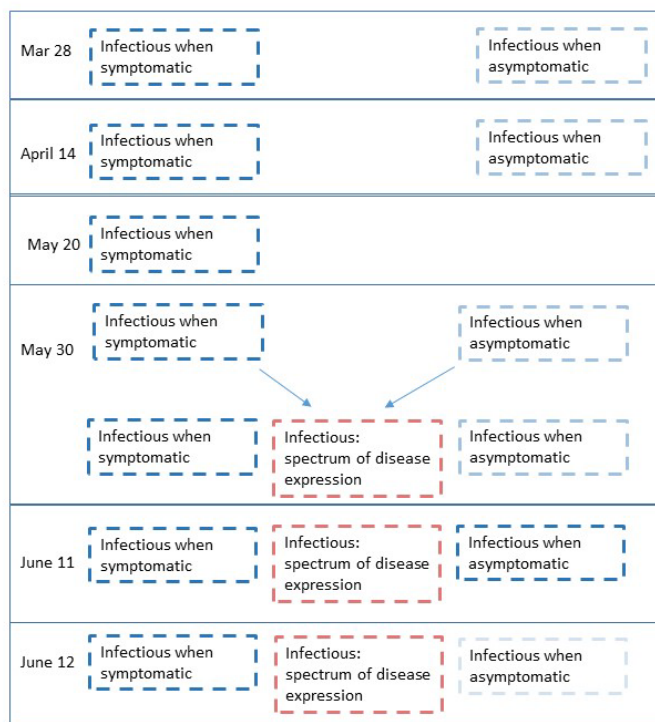 Mar 28
Infectious when
symptomatic
Infectious when
asymptomatic
April 14
Infectious when
symptomatic
Infectious when
asymptomatic
May 20
Infectious when
symptomatic
May 30
Infectious when
symptomatic
Infectious when
asymptomatic
Infectious when
symptomatic
Infectious:
spectrum of disease
expression
Infectious when
asymptomatic
June 11
Infectious when
symptomatic
Infectious:
spectrum of disease
expression
Infectious when
asymptomatic
June 12
Infectious when
symptomatic
Infectious:
spectrum of disease
expression
Infectious when
asymptomatic